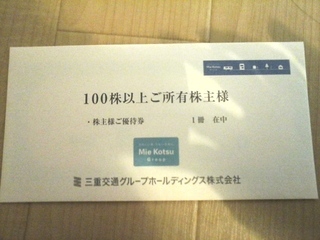 100株以上ご所有株主様
・株主様ご優待券 1冊 在中
Mie Kotsu
Group
三重交通グループホールディングス株式会社